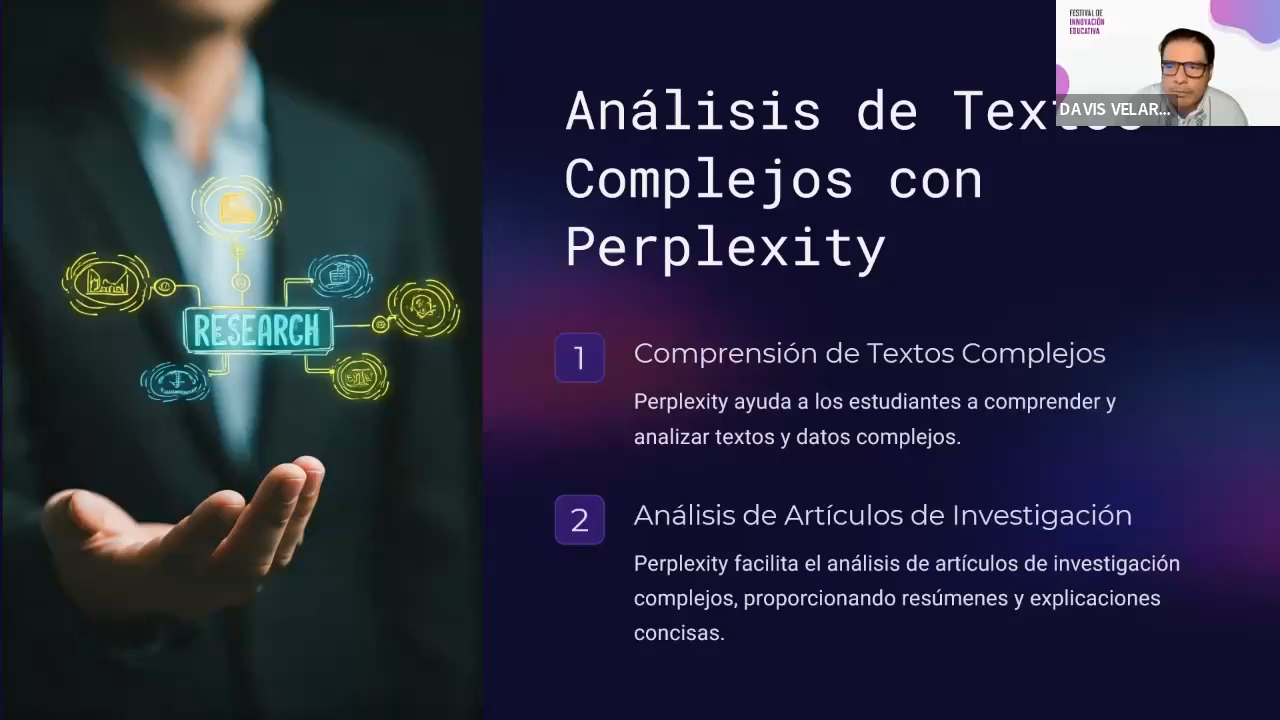 FESTIVAL DE
INNOVACIÓN
EDUCATIVA
DAVIS VELAR...
Análisis de Textos
Complejos con
Perplexity
RESEARCH
1
Comprensión de Textos Complejos
Perplexity ayuda a los estudiantes a comprender y
analizar textos y datos complejos.
2
Análisis de Artículos de Investigación
Perplexity facilita el análisis de artículos de investigación
complejos, proporcionando resúmenes y explicaciones
concisas.